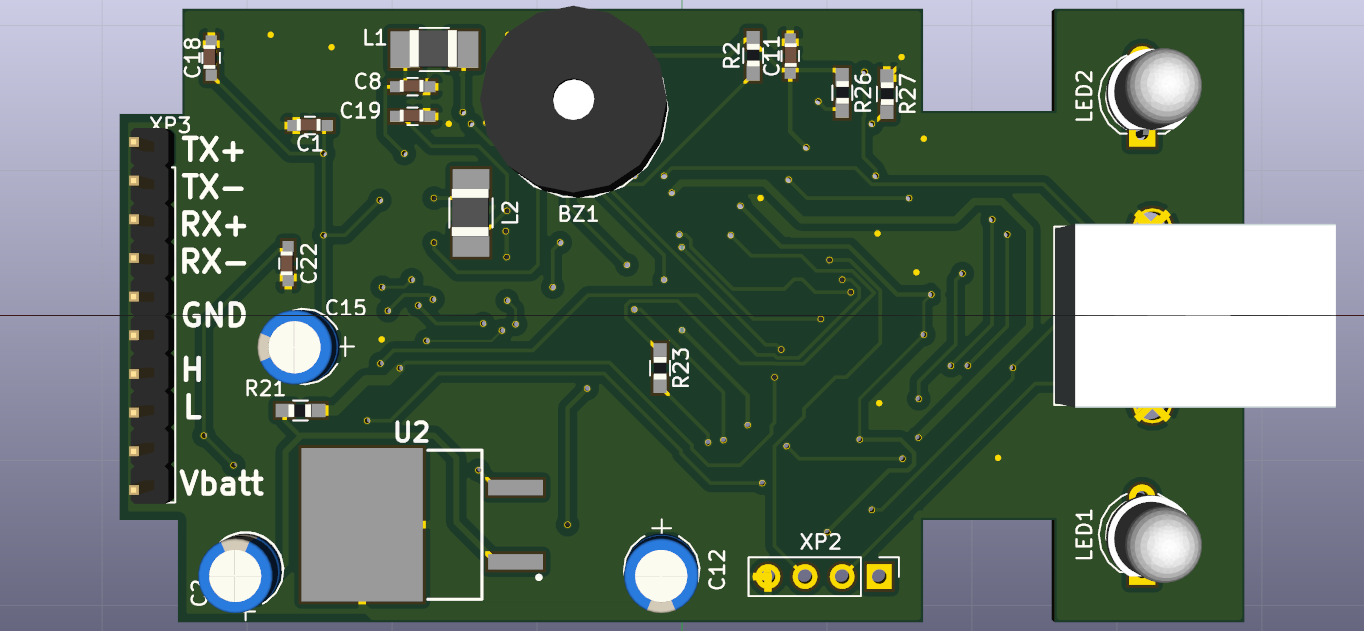 C18
L1
C8
C19
R2
C11
R26
R27
LED2
XP3
C1
TX+
TX-
RX+
RX-
GND
H
L
Vbatt
L2
BZ1
C22
C15
+
R21
R23
U2
+
C12
XP2
LED1